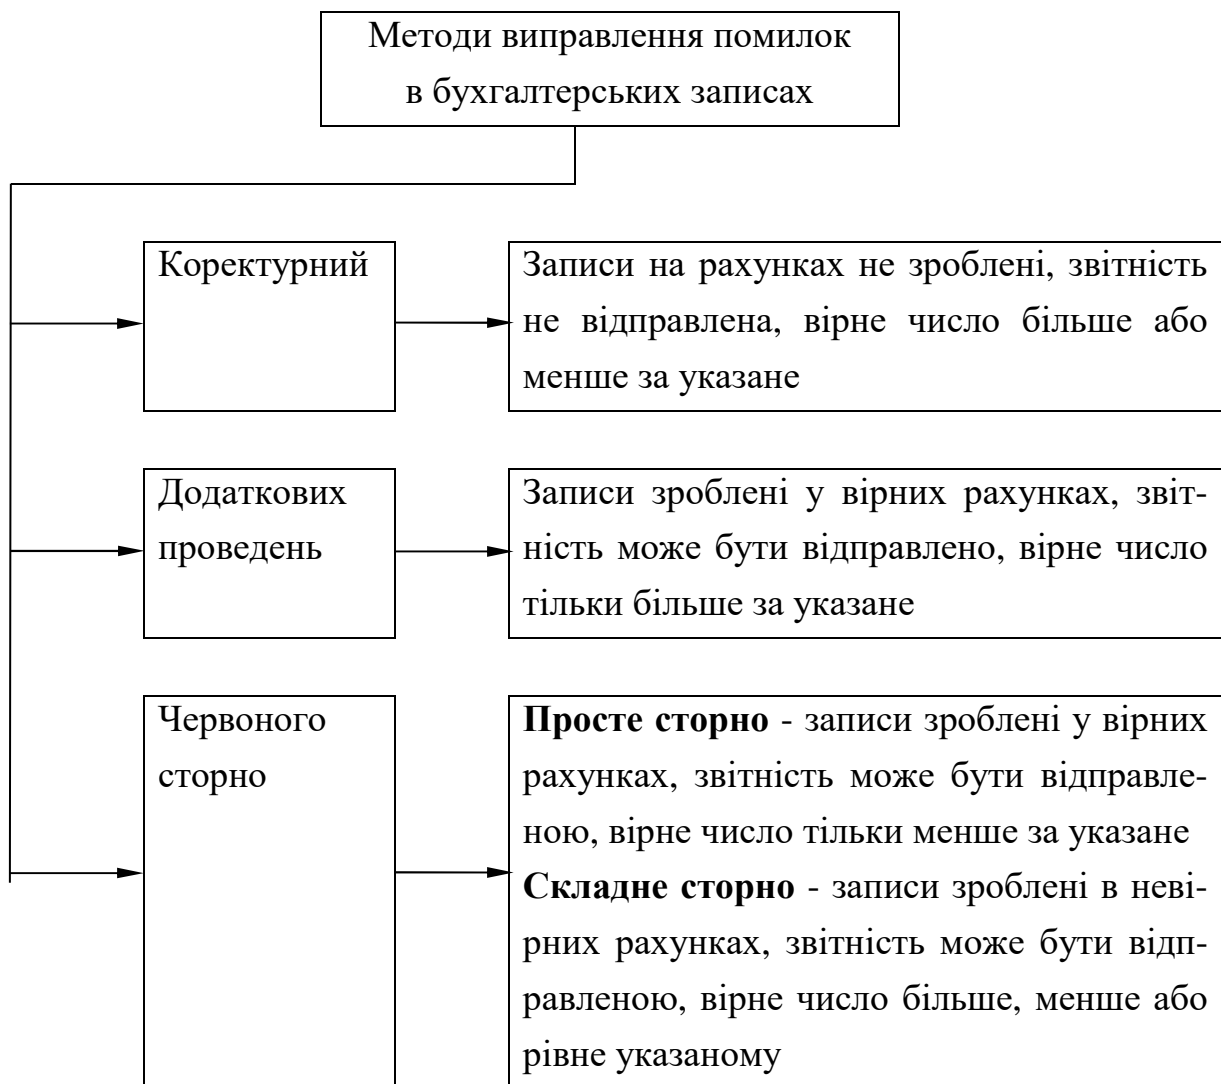 Методи виправлення помилок
в бухгалтерських записах
Коректурний
Записи на рахунках не зроблені, звітність
не відправлена, вірне число більше або
менше за указане
Додаткових
проведень
Записи зроблені у вірних рахунках, звіт-
ність може бути відправлено, вірне число
тільки більше за указане
Червоного
сторно
Просте сторно - записи зроблені у вірних
рахунках, звітність може бути відправле-
ною, вірне число тільки менше за указане
Складне сторно - записи зроблені в неві-
рних рахунках, звітність може бути відп-
равленою, вірне число більше, менше або
рівне указаному